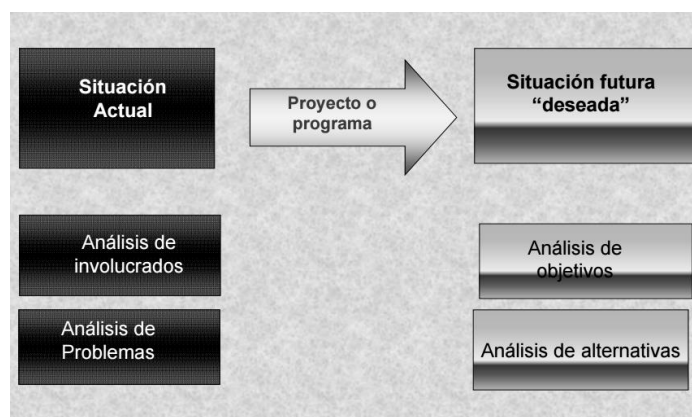 Situación
Actual
Proyecto o
programa
Situación futura
“deseada”
Análisis de
involucrados
Análisis de
Problemas
Análisis de
objetivos
Análisis de alternativas